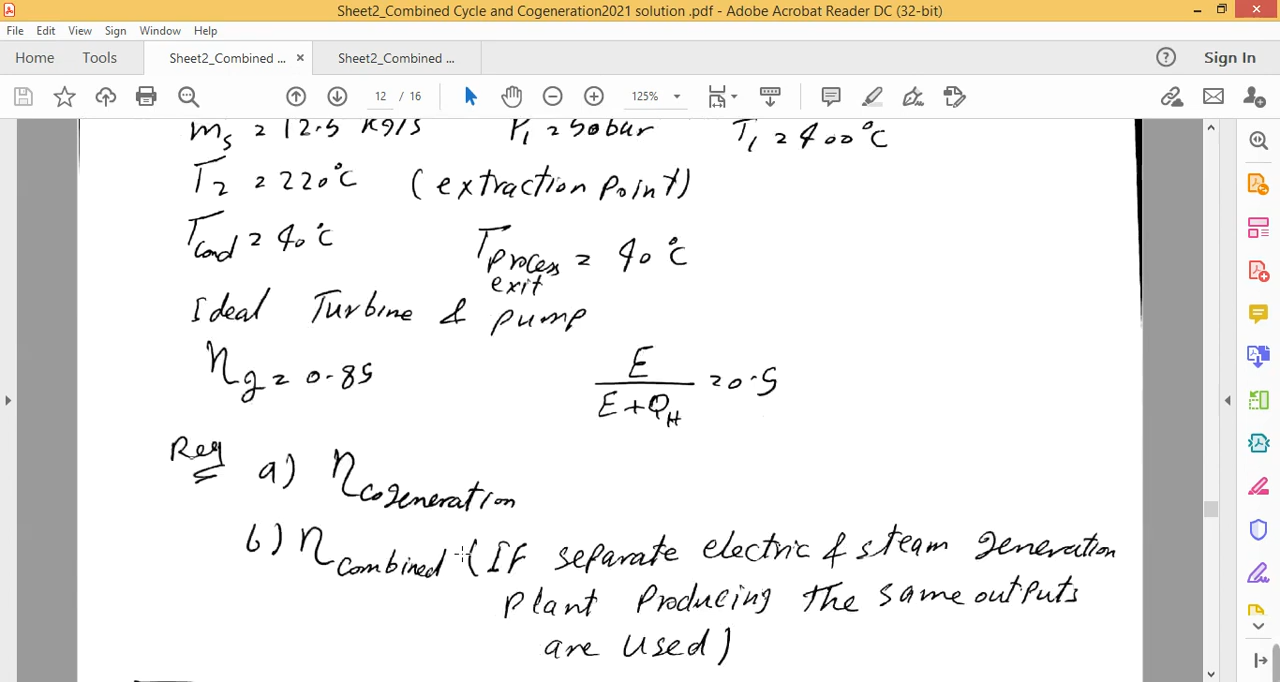 Sheet2_Combined Cycle and Cogeneration2021 solution .pdf - Adobe Acrobat Reader DC (32-bit)
File Edit View Sign Window Help
Home Tools Sheet2_Combined ... × Sheet2_Combined ... Sign In
12 / 16 125%
ṁs = 12.5 Kg/s P1 = 50bar T1 = 400°C
T2 = 220°C (extraction point)
Tcond = 40°C Tprocess exit = 40°C
Ideal Turbine & pump
ηg = 0.85 E / (E+QH) = 0.5
Req a) ηcogeneration
b) ηcombined (If separate electric & steam generation
plant producing the same outputs
are used)